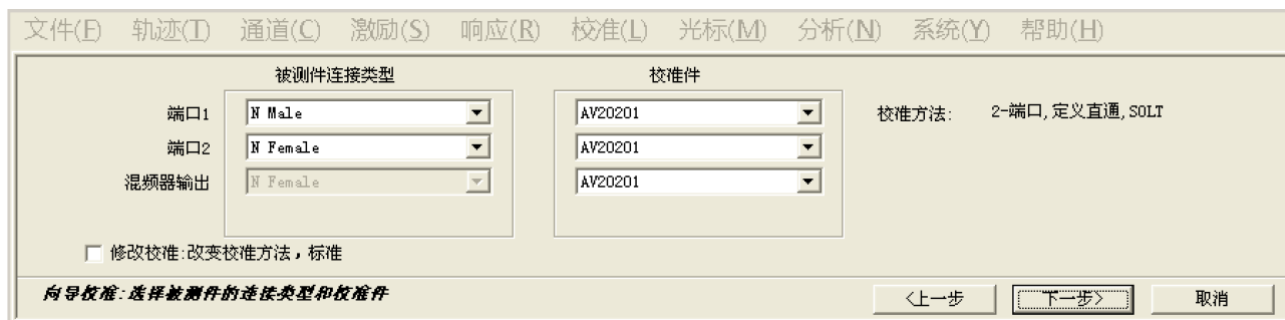 文件(F) 轨迹(T) 通道(C) 激励(S) 响应(R) 校准(L) 光标(M) 分析(N) 系统(Y) 帮助(H)
被测件连接类型 校准件
端口1 N Male AV20201 校准方法: 2-端口,定义直通,SOLT
端口2 N Female AV20201
混频器输出 N Female AV20201
修改校准:改变校准方法，标准
向导校准:选择被测件的连接类型和校准件 <上一步 下一步> 取消